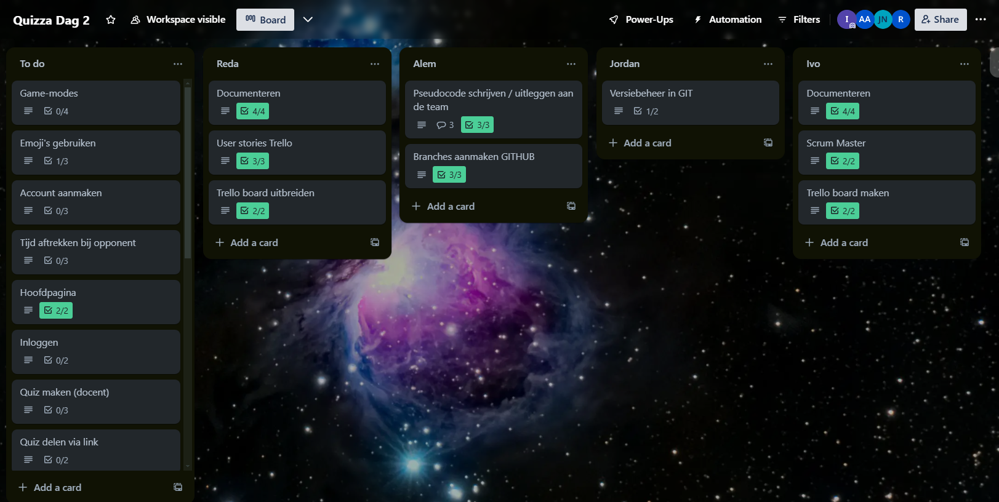 Quizza Dag 2
Workspace visible
Board
Power-Ups
Automation
Filters
I
AA
JN
R
Share
To do
Game-modes
0/4
Emoji's gebruiken
1/3
Account aanmaken
0/3
Tijd aftrekken bij opponent
0/3
Hoofdpagina
2/2
Inloggen
0/2
Quiz maken (docent)
0/3
Quiz delen via link
0/2
Add a card
Reda
Documenteren
4/4
User stories Trello
3/3
Trello board uitbreiden
2/2
Add a card
Alem
Pseudocode schrijven / uitleggen aan
de team
3
3/3
Branches aanmaken GITHUB
3/3
Add a card
Jordan
Versiebeheer in GIT
1/2
Add a card
Ivo
Documenteren
4/4
Scrum Master
2/2
Trello board maken
2/2
Add a card